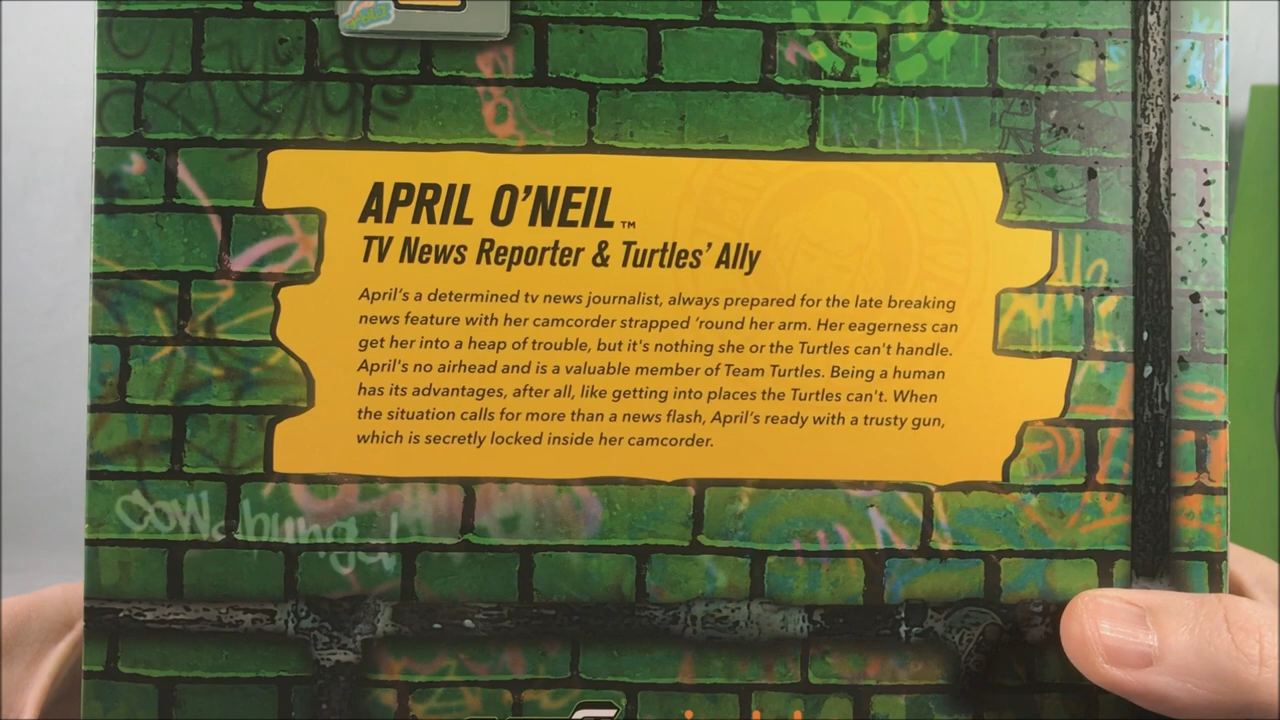 APRIL O'NEIL™
TV News Reporter & Turtles' Ally
April's a determined tv news journalist, always prepared for the late breaking
news feature with her camcorder strapped 'round her arm. Her eagerness can
get her into a heap of trouble, but it's nothing she or the Turtles can't handle.
April's no airhead and is a valuable member of Team Turtles. Being a human
has its advantages, after all, like getting into places the Turtles can't. When
the situation calls for more than a news flash, April's ready with a trusty gun,
which is secretly locked inside her camcorder.
Cowabunga!